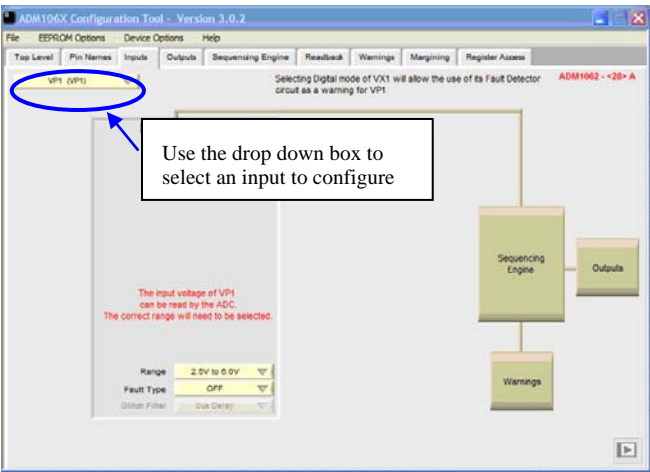 ADM106X Configuration Tool - Version 3.0.2
File EEPROM Options Device Options Help
Top Level Pin Names Inputs Outputs Sequencing Engine Readback Warnings Margining Register Access
VP1 (VP1)
Selecting Digital mode of VX1 will allow the use of its Fault Detector
circuit as a warning for VP1
ADM1062 - <20> A
Use the drop down box to
select an input to configure
Sequencing
Engine
Outputs
The input voltage of VP1
can be read by the ADC.
The correct range will need to be selected.
Range 2.5V to 6.0V
Fault Type OFF
Glitch Filter 0us Delay
Warnings